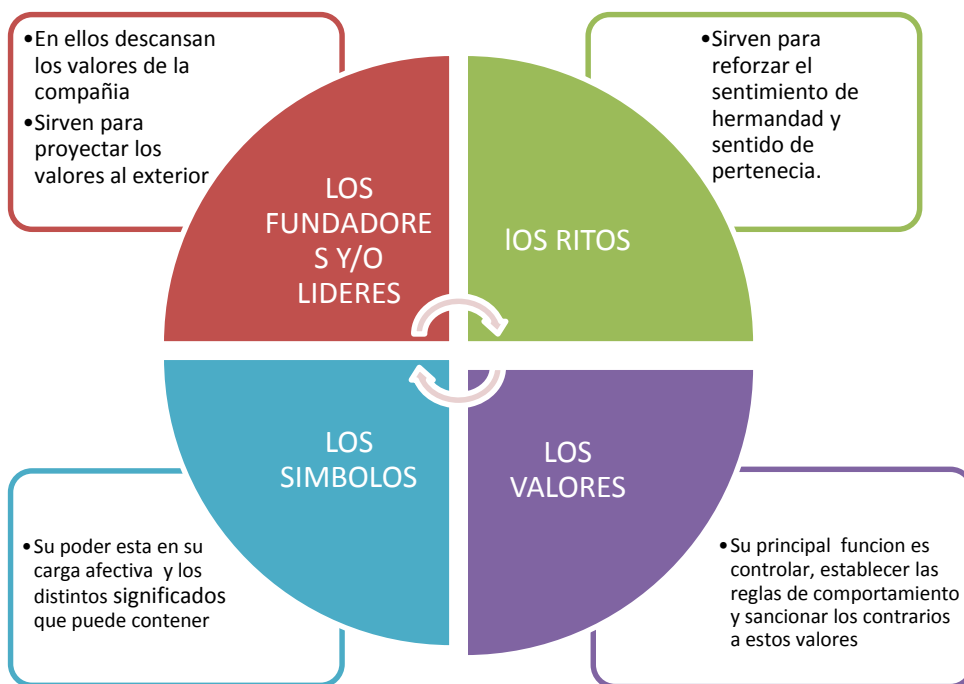 •En ellos descansan
los valores de la
compañia
•Sirven para
proyectar los
valores al exterior
LOS
FUNDADORE
S Y/O
LIDERES
•Sirven para
reforzar el
sentimiento de
hermandad y
sentido de
pertenecia.
lOS RITOS
LOS
SIMBOLOS
•Su poder esta en su
carga afectiva y los
distintos significados
que puede contener
LOS
VALORES
•Su principal funcion es
controlar, establecer las
reglas de comportamiento
y sancionar los contrarios
a estos valores